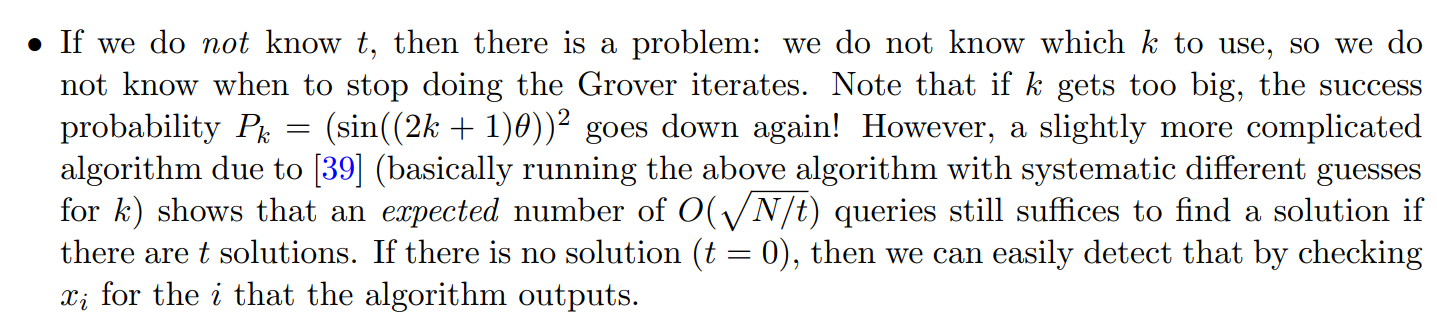 • If we do not know t, then there is a problem: we do not know which k to use, so we do
not know when to stop doing the Grover iterates. Note that if k gets too big, the success
probability Pₖ = (sin((2k + 1)θ))² goes down again! However, a slightly more complicated
algorithm due to [39] (basically running the above algorithm with systematic different guesses
for k) shows that an expected number of O(√N/t) queries still suffices to find a solution if
there are t solutions. If there is no solution (t = 0), then we can easily detect that by checking
xᵢ for the i that the algorithm outputs.